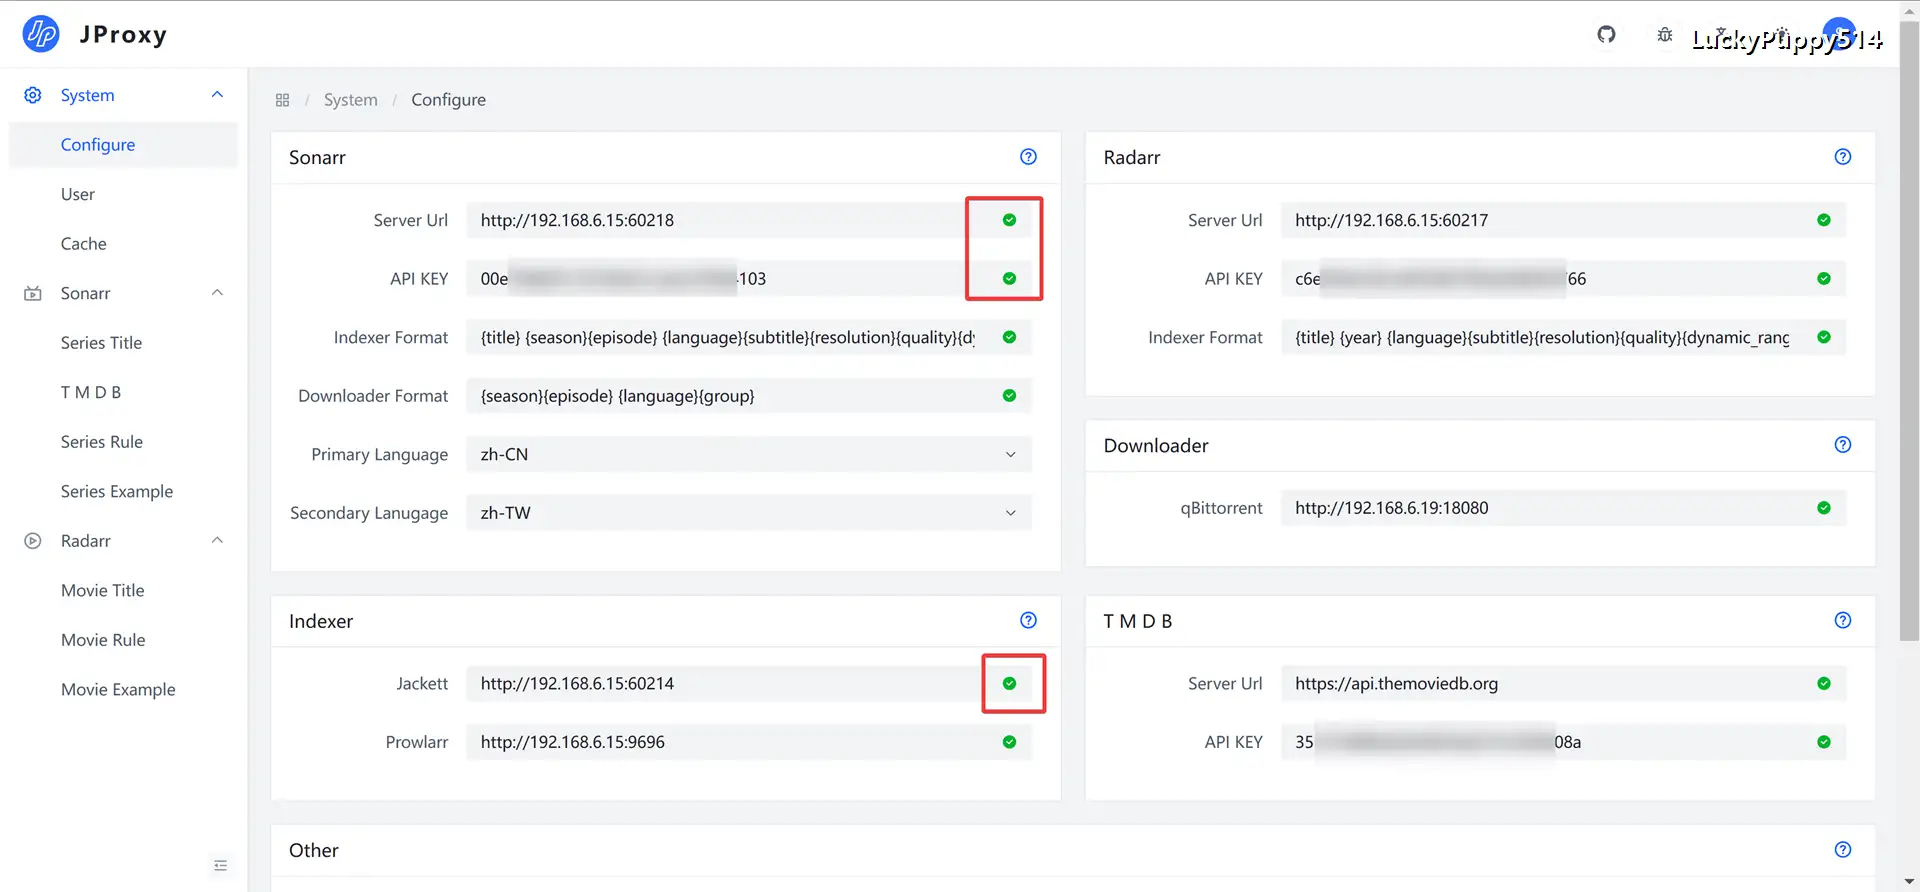 JProxy
LuckyPuppy514
System
Configure
User
Cache
Sonarr
Series Title
T M D B
Series Rule
Series Example
Radarr
Movie Title
Movie Rule
Movie Example
/ System / Configure
Sonarr
Server Url http://192.168.6.15:60218
API KEY 00e 103
Indexer Format {title} {season}{episode} {language}{subtitle}{resolution}{quality}{dy
Downloader Format {season}{episode} {language}{group}
Primary Language zh-CN
Secondary Lanugage zh-TW
Radarr
Server Url http://192.168.6.15:60217
API KEY c6e 66
Indexer Format {title} {year} {language}{subtitle}{resolution}{quality}{dynamic_rang
Downloader
qBittorrent http://192.168.6.19:18080
Indexer
Jackett http://192.168.6.15:60214
Prowlarr http://192.168.6.15:9696
T M D B
Server Url https://api.themoviedb.org
API KEY 35 08a
Other